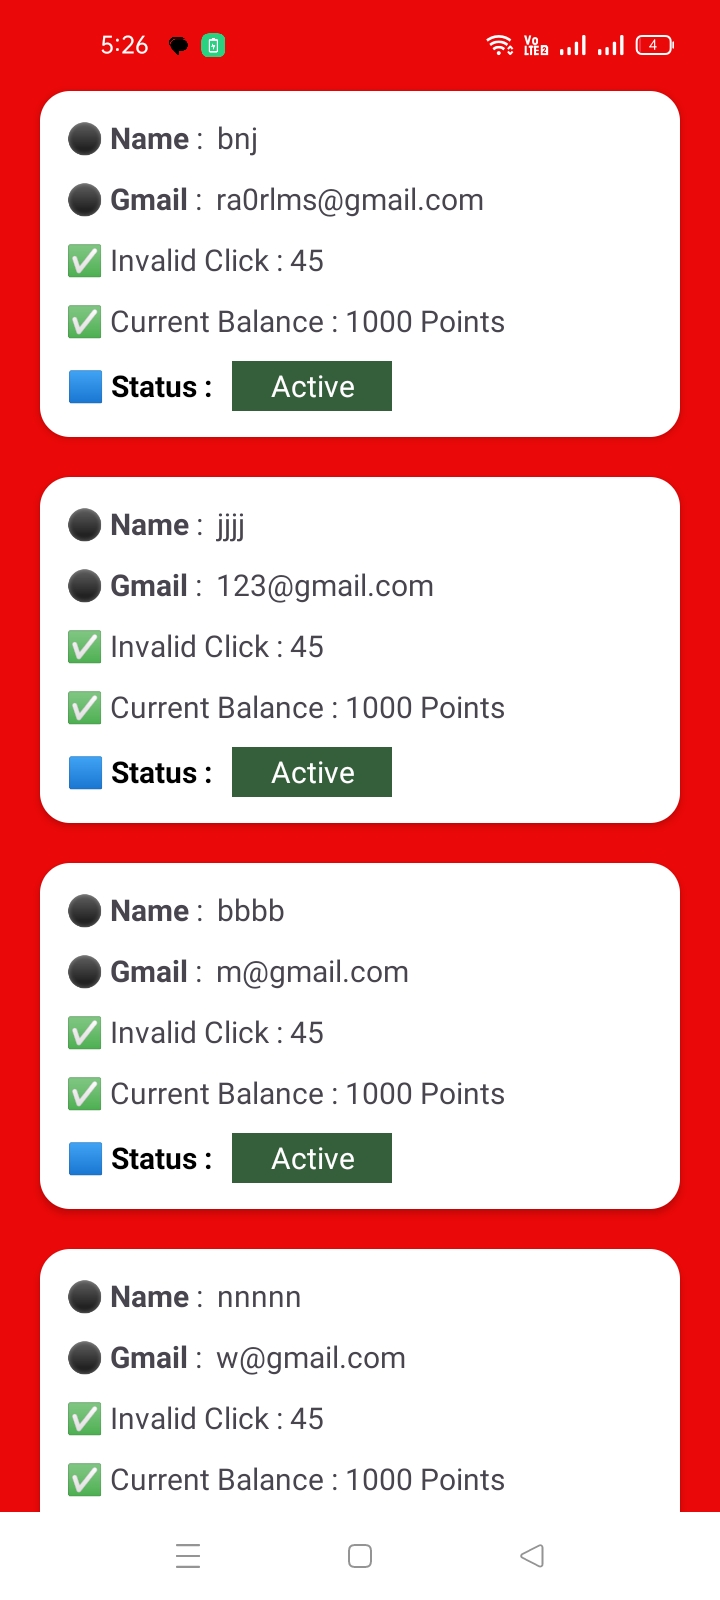 5:26 Vo LTE2 4
Name : bnj
Gmail : ra0rlms@gmail.com
Invalid Click : 45
Current Balance : 1000 Points
Status : Active
Name : jjjj
Gmail : 123@gmail.com
Invalid Click : 45
Current Balance : 1000 Points
Status : Active
Name : bbbb
Gmail : m@gmail.com
Invalid Click : 45
Current Balance : 1000 Points
Status : Active
Name : nnnnn
Gmail : w@gmail.com
Invalid Click : 45
Current Balance : 1000 Points